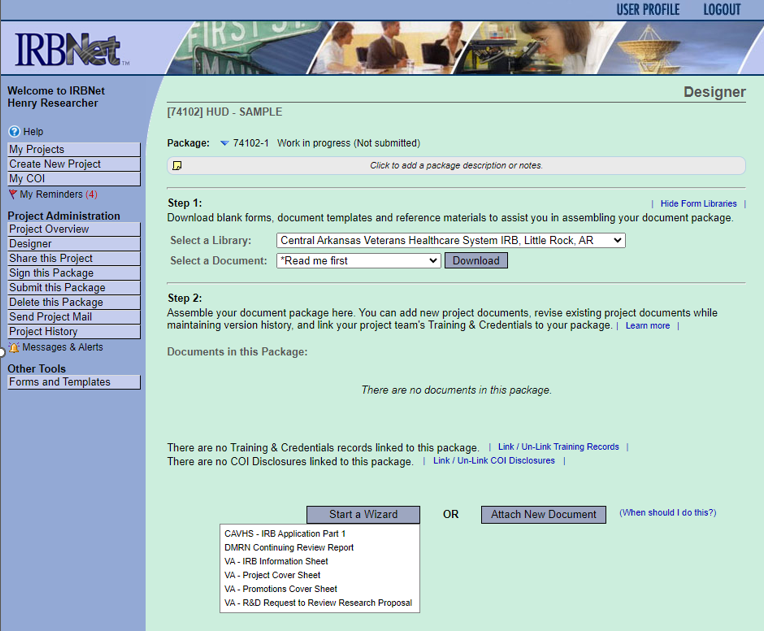 USER PROFILE LOGOUT
IRBNet™
FIRST ST
MAIN
Welcome to IRBNet
Henry Researcher
Help
My Projects
Create New Project
My COI
My Reminders (4)
Project Administration
Project Overview
Designer
Share this Project
Sign this Package
Submit this Package
Delete this Package
Send Project Mail
Project History
Messages & Alerts
Other Tools
Forms and Templates
Designer
[74102] HUD - SAMPLE
Package: 74102-1 Work in progress (Not submitted)
Click to add a package description or notes.
Step 1: | Hide Form Libraries |
Download blank forms, document templates and reference materials to assist you in assembling your document package.
Select a Library: Central Arkansas Veterans Healthcare System IRB, Little Rock, AR
Select a Document: *Read me first Download
Step 2:
Assemble your document package here. You can add new project documents, revise existing project documents while
maintaining version history, and link your project team's Training & Credentials to your package. | Learn more |
Documents in this Package:
There are no documents in this package.
There are no Training & Credentials records linked to this package. | Link / Un-Link Training Records |
There are no COI Disclosures linked to this package. | Link / Un-Link COI Disclosures |
Start a Wizard OR Attach New Document (When should I do this?)
CAVHS - IRB Application Part 1
DMRN Continuing Review Report
VA - IRB Information Sheet
VA - Project Cover Sheet
VA - Promotions Cover Sheet
VA - R&D Request to Review Research Proposal